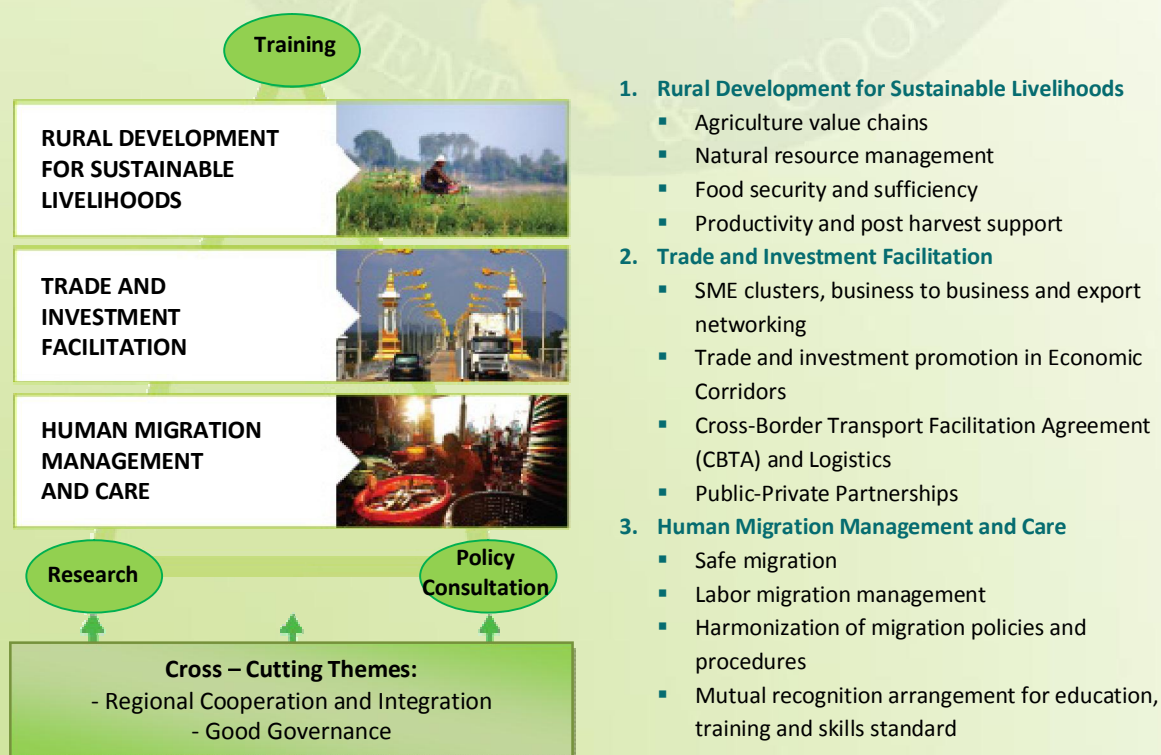 Training
RURAL DEVELOPMENT
FOR SUSTAINABLE
LIVELIHOODS
TRADE AND
INVESTMENT
FACILITATION
HUMAN MIGRATION
MANAGEMENT
AND CARE
Research
Policy
Consultation
Cross – Cutting Themes:
- Regional Cooperation and Integration
- Good Governance
1. Rural Development for Sustainable Livelihoods
▪ Agriculture value chains
▪ Natural resource management
▪ Food security and sufficiency
▪ Productivity and post harvest support
2. Trade and Investment Facilitation
▪ SME clusters, business to business and export
networking
▪ Trade and investment promotion in Economic
Corridors
▪ Cross-Border Transport Facilitation Agreement
(CBTA) and Logistics
▪ Public-Private Partnerships
3. Human Migration Management and Care
▪ Safe migration
▪ Labor migration management
▪ Harmonization of migration policies and
procedures
▪ Mutual recognition arrangement for education,
training and skills standard